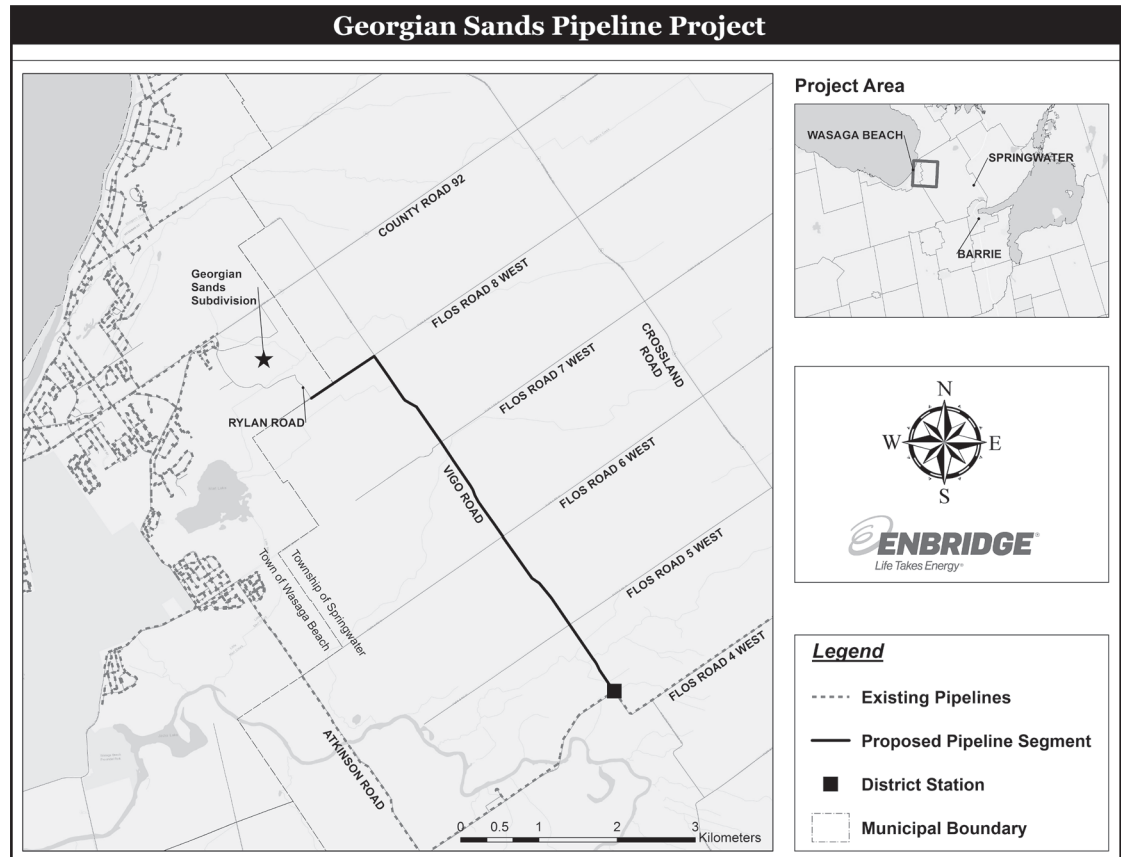 Georgian Sands Pipeline Project
COUNTY ROAD 92
Georgian
Sands
Subdivision
FLOS ROAD 8 WEST
CROSSLAND
ROAD
FLOS ROAD 7 WEST
RYLAN ROAD
FLOS ROAD 6 WEST
VIGO ROAD
FLOS ROAD 5 WEST
Township of Springwater
Town of Wasaga Beach
FLOS ROAD 4 WEST
ATKINSON ROAD
0 0.5 1 2 3
Kilometers
Project Area
WASAGA BEACH
SPRINGWATER
BARRIE
N
W E
S
ENBRIDGE®
Life Takes Energy®
Legend
Existing Pipelines
Proposed Pipeline Segment
District Station
Municipal Boundary